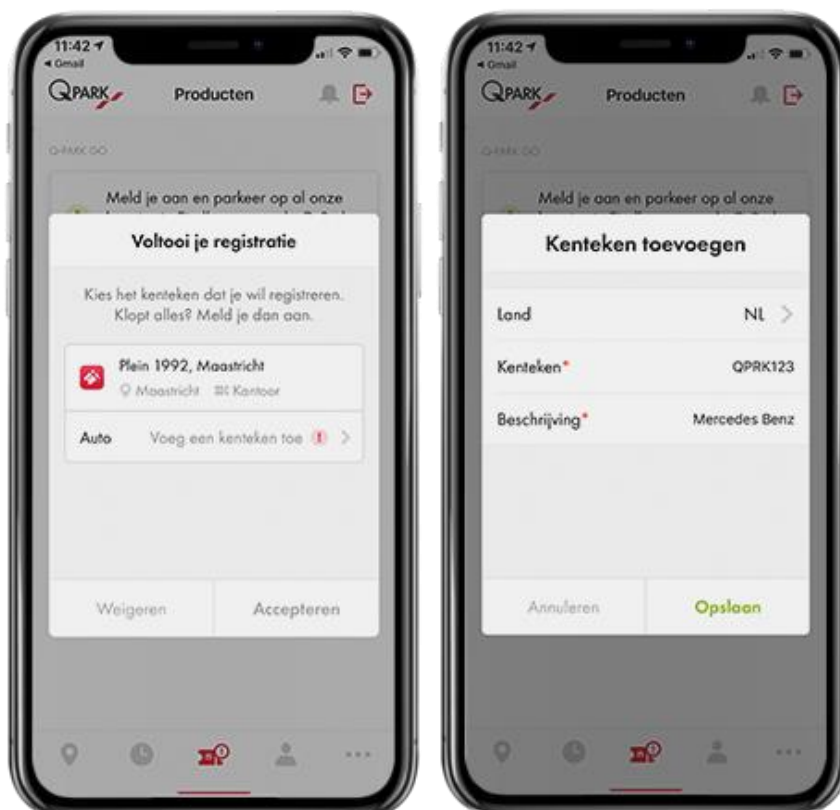 11:42
Gmail
QPARK
Producten
Q-PARK GO
Meld je aan en parkeer op al onze
Voltooi je registratie
Kies het kenteken dat je wil registreren.
Klopt alles? Meld je dan aan.
Plein 1992, Maastricht
Maastricht Kantoor
Auto Voeg een kenteken toe
Weigeren Accepteren
11:42
Gmail
QPARK
Producten
Q-PARK GO
Meld je aan en parkeer op al onze
Kenteken toevoegen
Land NL
Kenteken* QPRK123
Beschrijving* Mercedes Benz
Annuleren Opslaan